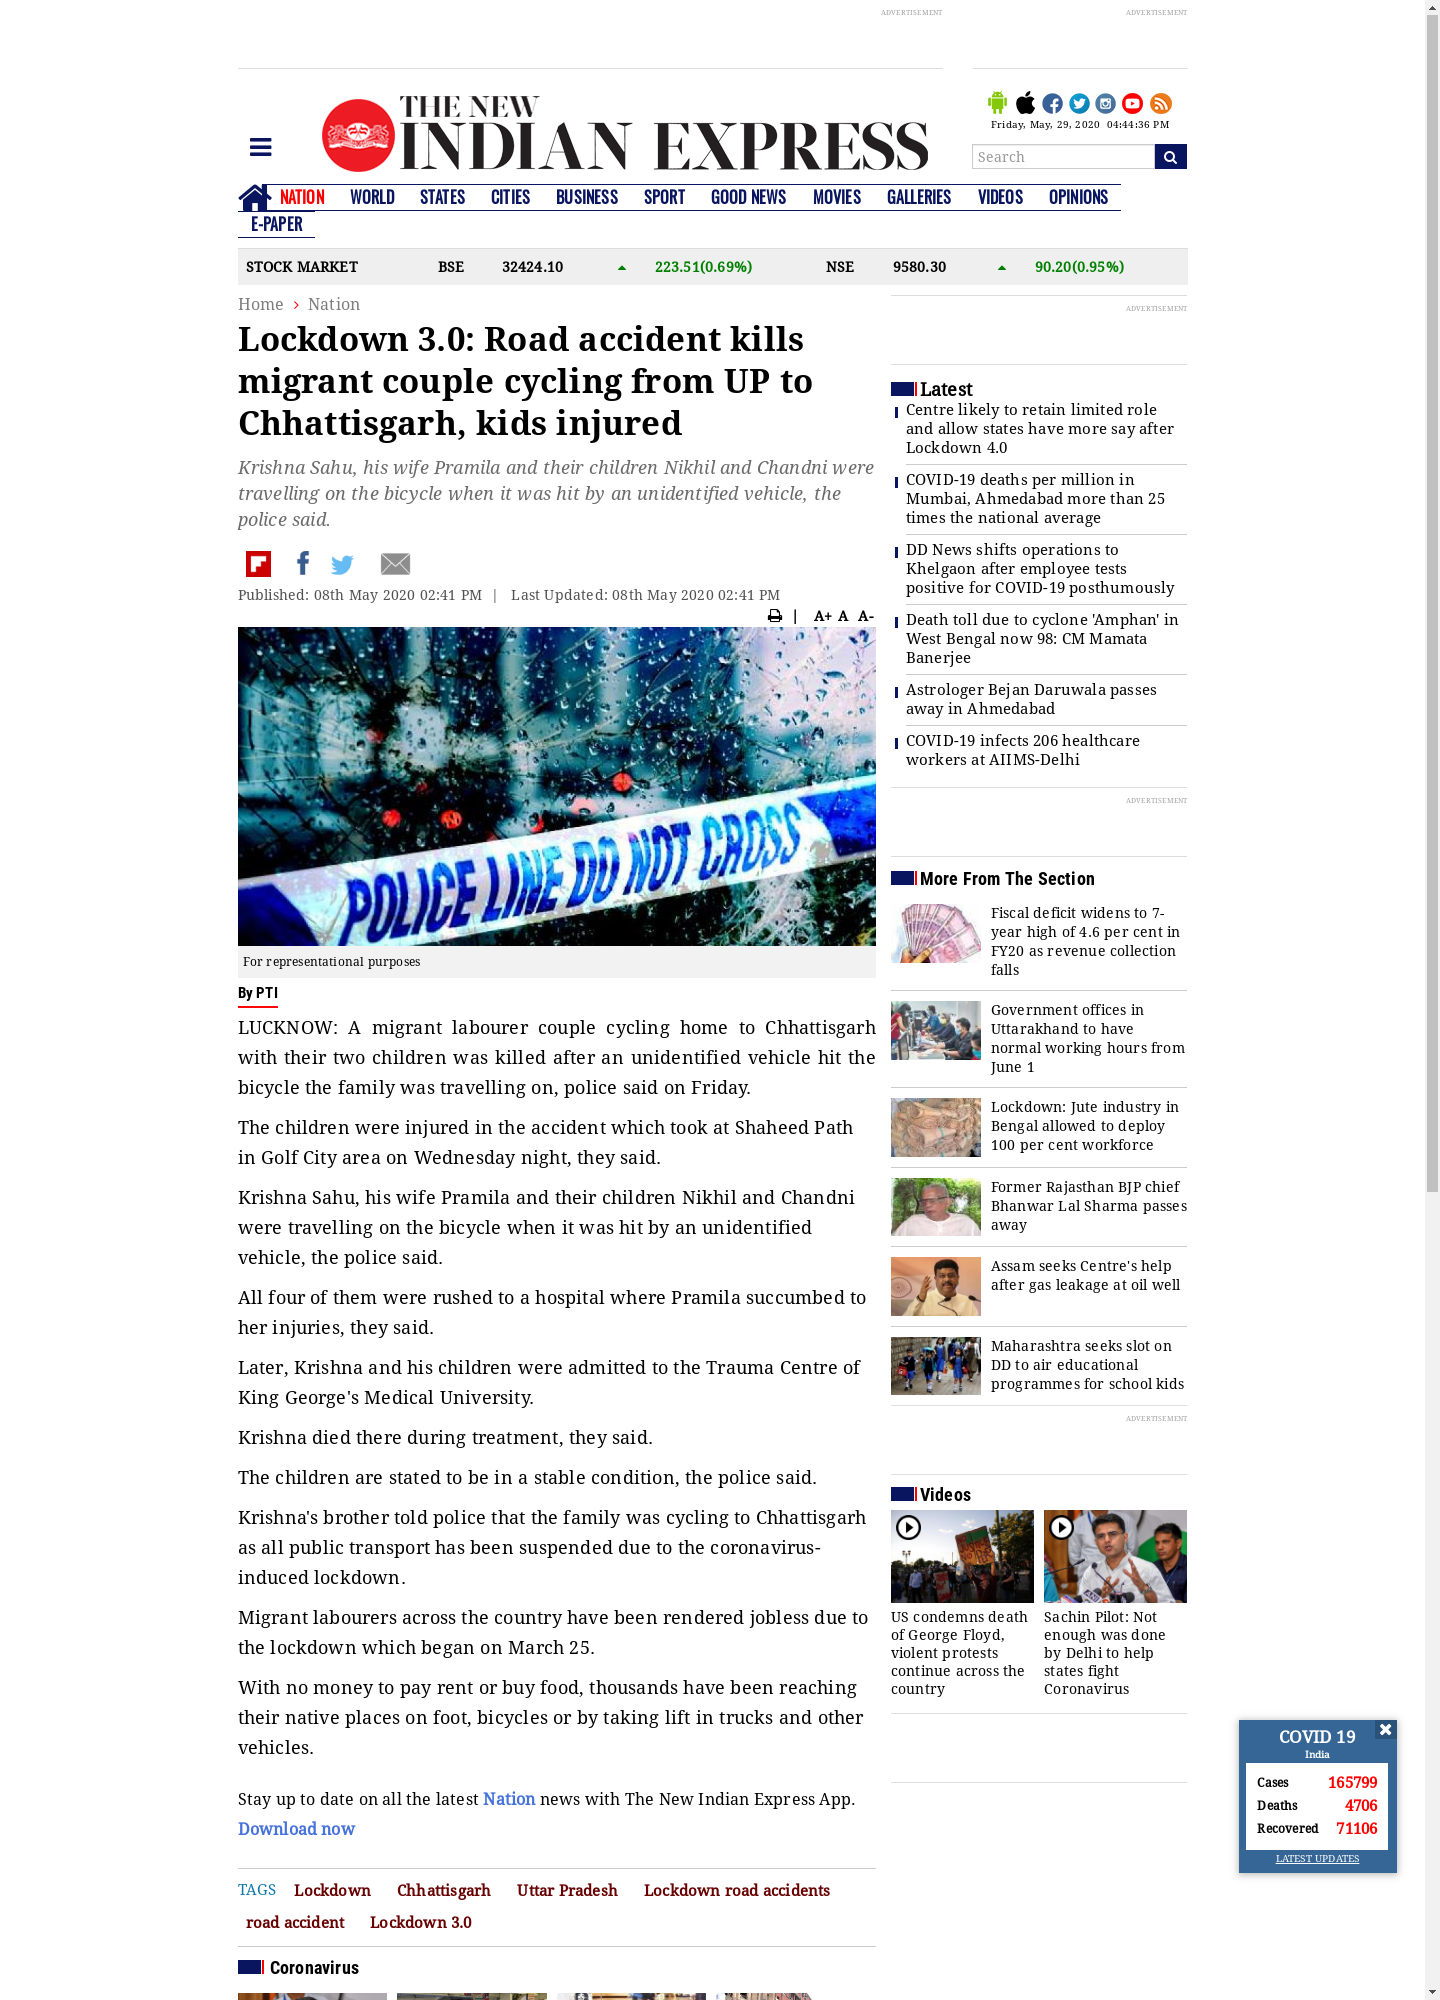 ADVERTISEMENT
ADVERTISEMENT
THE NEW
INDIAN EXPRESS
Friday, May, 29, 2020 04:44:36 PM
Search
NATION WORLD STATES CITIES BUSINESS SPORT GOOD NEWS MOVIES GALLERIES VIDEOS OPINIONS
E-PAPER
STOCK MARKET BSE 32424.10 223.51(0.69%) NSE 9580.30 90.20(0.95%)
Home Nation
Lockdown 3.0: Road accident kills
migrant couple cycling from UP to
Chhattisgarh, kids injured
Krishna Sahu, his wife Pramila and their children Nikhil and Chandni were
travelling on the bicycle when it was hit by an unidentified vehicle, the
police said.
Published: 08th May 2020 02:41 PM | Last Updated: 08th May 2020 02:41 PM
| A+ A A-
POLICE LINE DO NOT CROSS
For representational purposes
By PTI
LUCKNOW: A migrant labourer couple cycling home to Chhattisgarh
with their two children was killed after an unidentified vehicle hit the
bicycle the family was travelling on, police said on Friday.
The children were injured in the accident which took at Shaheed Path
in Golf City area on Wednesday night, they said.
Krishna Sahu, his wife Pramila and their children Nikhil and Chandni
were travelling on the bicycle when it was hit by an unidentified
vehicle, the police said.
All four of them were rushed to a hospital where Pramila succumbed to
her injuries, they said.
Later, Krishna and his children were admitted to the Trauma Centre of
King George's Medical University.
Krishna died there during treatment, they said.
The children are stated to be in a stable condition, the police said.
Krishna's brother told police that the family was cycling to Chhattisgarh
as all public transport has been suspended due to the coronavirus-
induced lockdown.
Migrant labourers across the country have been rendered jobless due to
the lockdown which began on March 25.
With no money to pay rent or buy food, thousands have been reaching
their native places on foot, bicycles or by taking lift in trucks and other
vehicles.
Stay up to date on all the latest Nation news with The New Indian Express App.
Download now
TAGS Lockdown Chhattisgarh Uttar Pradesh Lockdown road accidents
road accident Lockdown 3.0
Coronavirus
ADVERTISEMENT
Latest
Centre likely to retain limited role
and allow states have more say after
Lockdown 4.0
COVID-19 deaths per million in
Mumbai, Ahmedabad more than 25
times the national average
DD News shifts operations to
Khelgaon after employee tests
positive for COVID-19 posthumously
Death toll due to cyclone 'Amphan' in
West Bengal now 98: CM Mamata
Banerjee
Astrologer Bejan Daruwala passes
away in Ahmedabad
COVID-19 infects 206 healthcare
workers at AIIMS-Delhi
ADVERTISEMENT
More From The Section
Fiscal deficit widens to 7-
year high of 4.6 per cent in
FY20 as revenue collection
falls
Government offices in
Uttarakhand to have
normal working hours from
June 1
Lockdown: Jute industry in
Bengal allowed to deploy
100 per cent workforce
Former Rajasthan BJP chief
Bhanwar Lal Sharma passes
away
Assam seeks Centre's help
after gas leakage at oil well
Maharashtra seeks slot on
DD to air educational
programmes for school kids
ADVERTISEMENT
Videos
US condemns death
of George Floyd,
violent protests
continue across the
country
Sachin Pilot: Not
enough was done
by Delhi to help
states fight
Coronavirus
COVID 19
India
Cases 165799
Deaths 4706
Recovered 71106
LATEST UPDATES